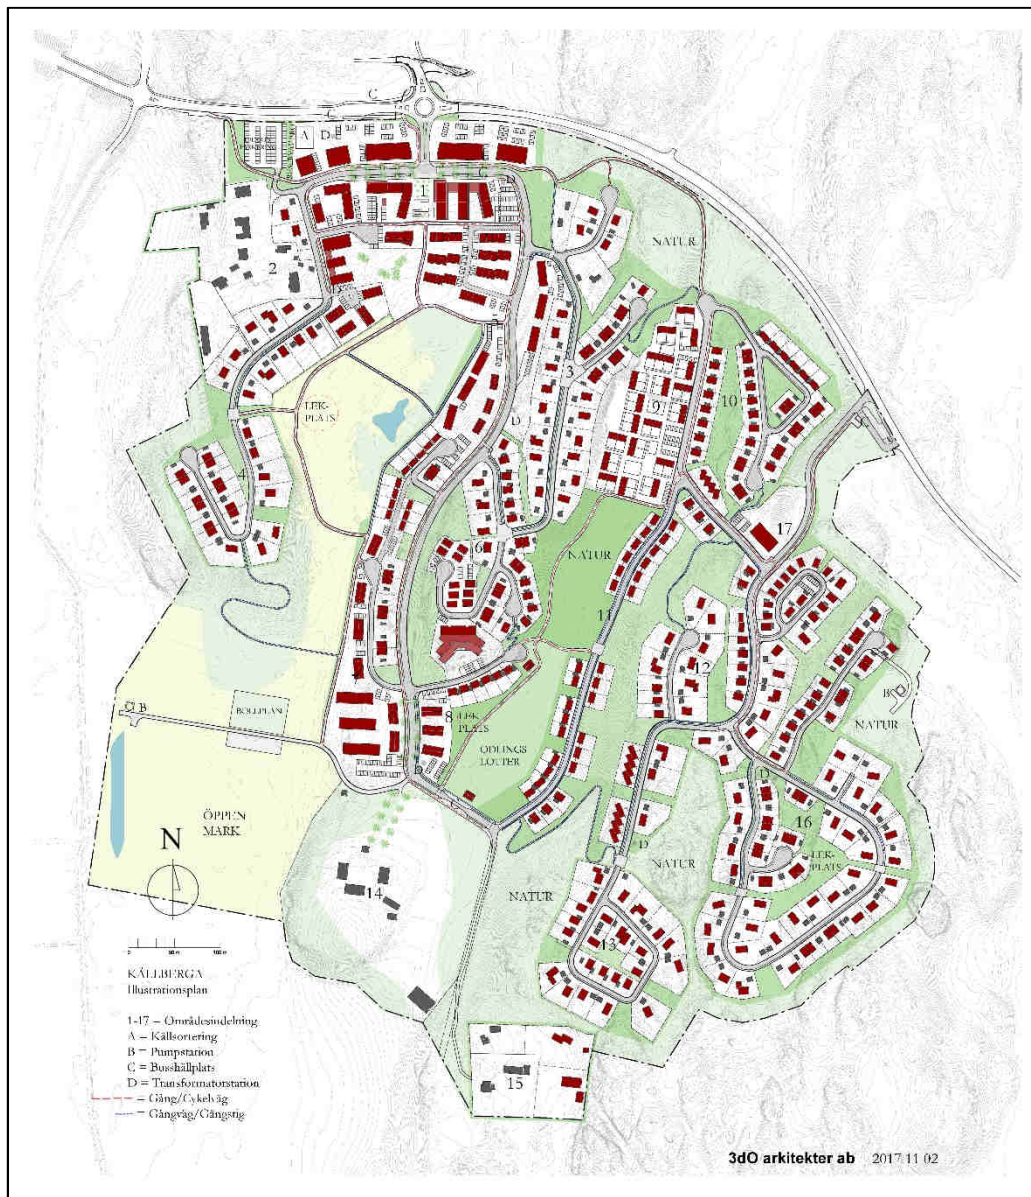 C
B
A
D
C
D
1
NATUR
2
3
LEK-
PLATS
9
10
D
4
17
6
NATUR
11
12
B
NATUR
8
LEK-
PLATS
B
BOLLPLAN
ODLINGS
LOTTER
D
16
ÖPPEN
MARK
N
D
NATUR
LEK-
PLATS
14
NATUR
13
KÄLLBERGA
Illustrationsplan
1-17 = Områdesindelning
A = Källsortering
B = Pumpstation
C = Busshållplats
D = Transformatorstation
= Gång/Cykelväg
= Gångväg/Gångstig
15
3dO arkitekter ab 2017 11 02